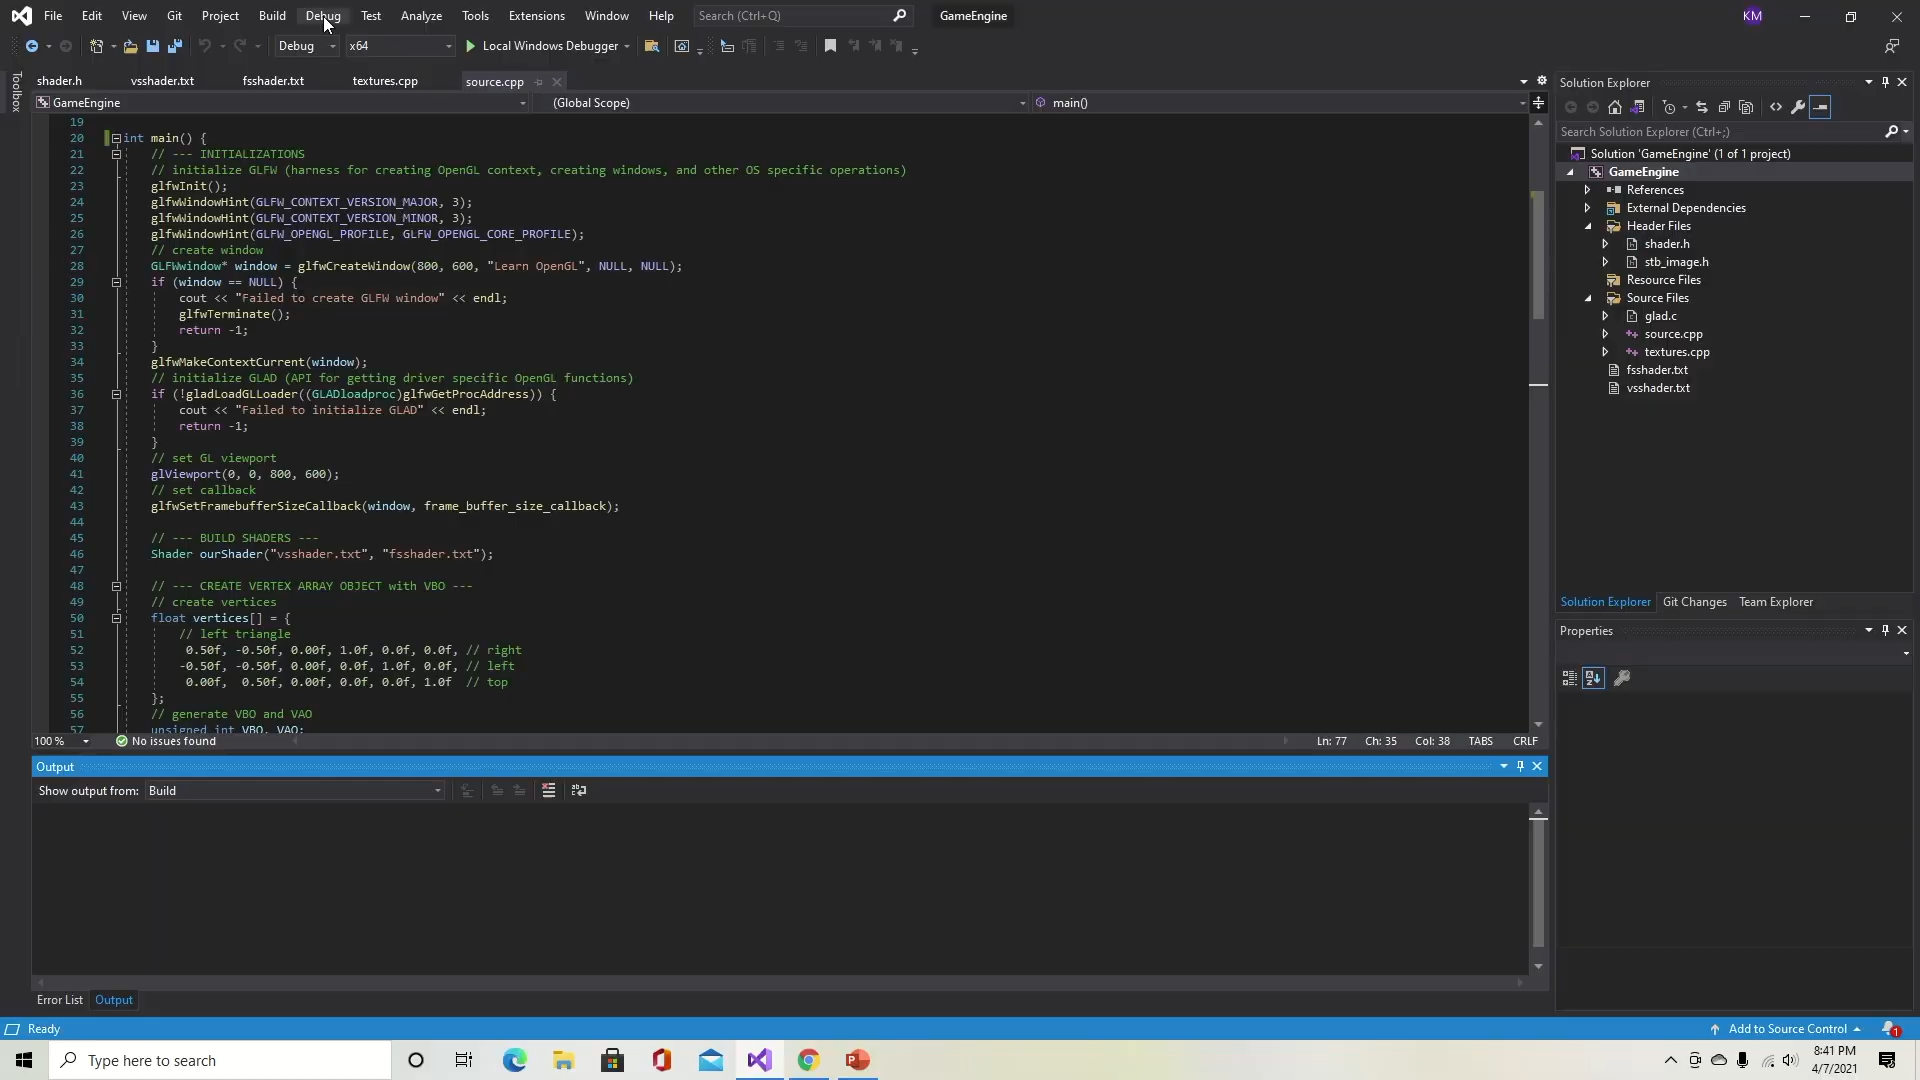 File Edit View Git Project Build Debug Test Analyze Tools Extensions Window Help Search (Ctrl+Q) GameEngine KM
Debug x64 Local Windows Debugger
Toolbox
shader.h vsshader.txt fsshader.txt textures.cpp source.cpp
GameEngine (Global Scope) main()
19
20 int main() {
21 // --- INITIALIZATIONS
22 // initialize GLFW (harness for creating OpenGL context, creating windows, and other OS specific operations)
23 glfwInit();
24 glfwWindowHint(GLFW_CONTEXT_VERSION_MAJOR, 3);
25 glfwWindowHint(GLFW_CONTEXT_VERSION_MINOR, 3);
26 glfwWindowHint(GLFW_OPENGL_PROFILE, GLFW_OPENGL_CORE_PROFILE);
27 // create window
28 GLFWwindow* window = glfwCreateWindow(800, 600, "Learn OpenGL", NULL, NULL);
29 if (window == NULL) {
30 cout << "Failed to create GLFW window" << endl;
31 glfwTerminate();
32 return -1;
33 }
34 glfwMakeContextCurrent(window);
35 // initialize GLAD (API for getting driver specific OpenGL functions)
36 if (!gladLoadGLLoader((GLADloadproc)glfwGetProcAddress)) {
37 cout << "Failed to initialize GLAD" << endl;
38 return -1;
39 }
40 // set GL viewport
41 glViewport(0, 0, 800, 600);
42 // set callback
43 glfwSetFramebufferSizeCallback(window, frame_buffer_size_callback);
44
45 // --- BUILD SHADERS ---
46 Shader ourShader("vsshader.txt", "fsshader.txt");
47
48 // --- CREATE VERTEX ARRAY OBJECT with VBO ---
49 // create vertices
50 float vertices[] = {
51 // left triangle
52 0.50f, -0.50f, 0.00f, 1.0f, 0.0f, 0.0f, // right
53 -0.50f, -0.50f, 0.00f, 0.0f, 1.0f, 0.0f, // left
54 0.00f, 0.50f, 0.00f, 0.0f, 0.0f, 1.0f // top
55 };
56 // generate VBO and VAO
57 unsigned int VBO, VAO;
100 % No issues found Ln: 77 Ch: 35 Col: 38 TABS CRLF
Output
Show output from: Build
Error List Output
Solution Explorer
Search Solution Explorer (Ctrl+;)
Solution 'GameEngine' (1 of 1 project)
GameEngine
References
External Dependencies
Header Files
shader.h
stb_image.h
Resource Files
Source Files
glad.c
source.cpp
textures.cpp
fsshader.txt
vsshader.txt
Solution Explorer Git Changes Team Explorer
Properties
Ready Add to Source Control 1
Type here to search 8:41 PM
4/7/2021